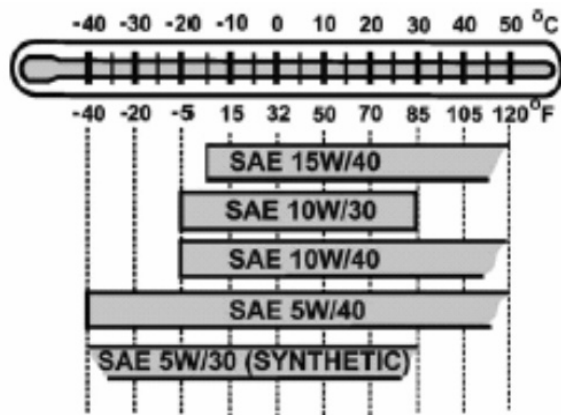 -40 -30 -20 -10 0 10 20 30 40 50 °C
-40 -20 -5 15 32 50 70 85 105 120 °F
SAE 15W/40
SAE 10W/30
SAE 10W/40
SAE 5W/40
SAE 5W/30 (SYNTHETIC)